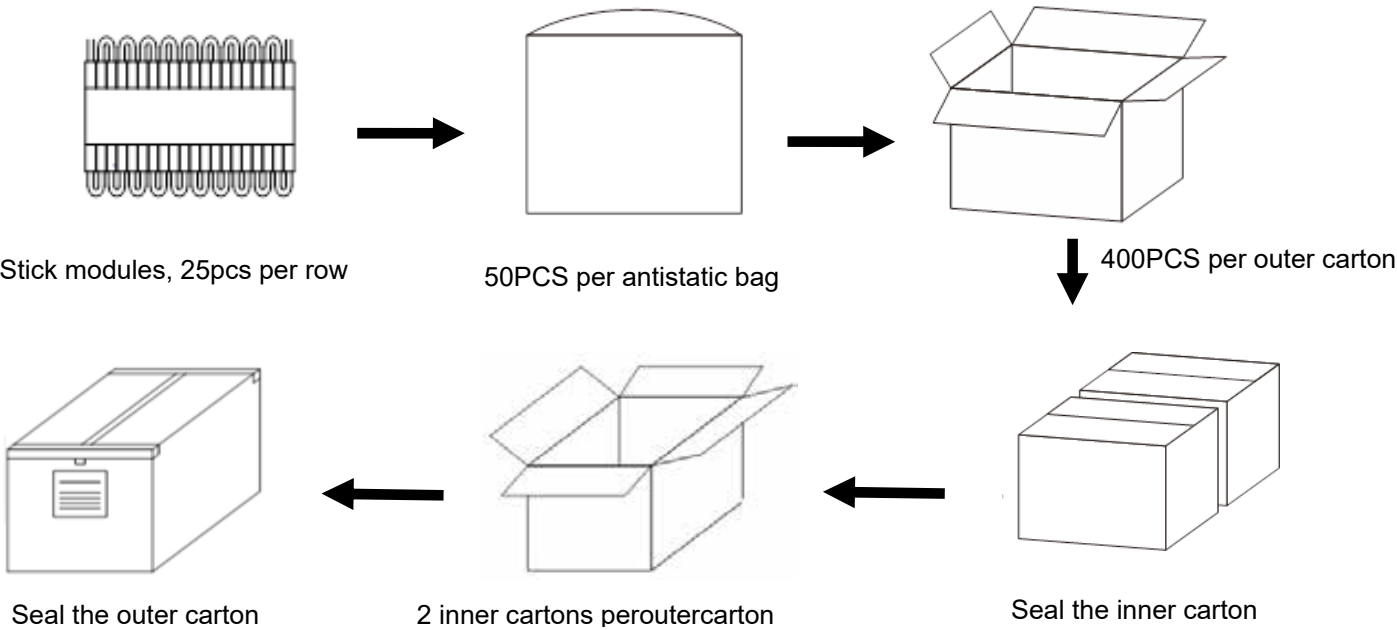 Stick modules, 25pcs per row
50PCS per antistatic bag
400PCS per outer carton
Seal the outer carton
2 inner cartons peroutercarton
Seal the inner carton